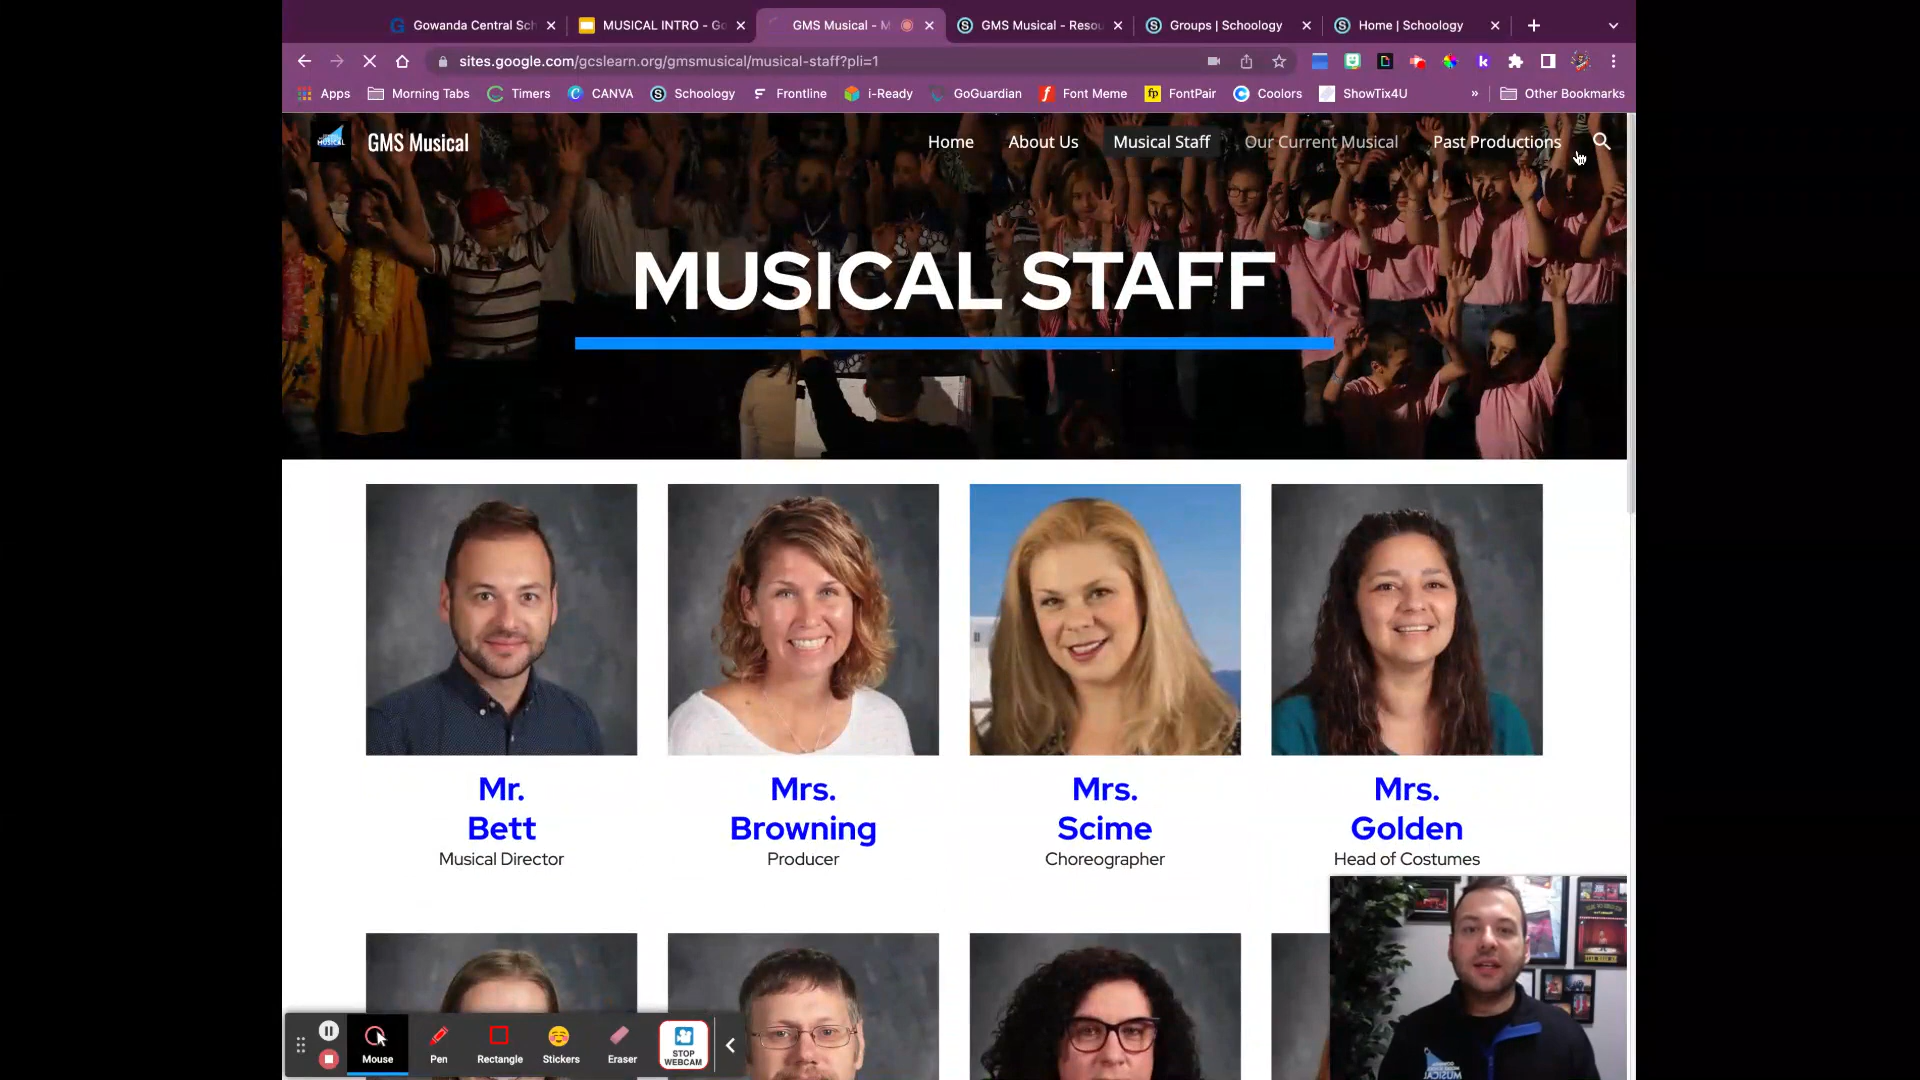 Gowanda Central Sch
MUSICAL INTRO - Go
GMS Musical - M
GMS Musical - Resou
Groups | Schoology
Home | Schoology
sites.google.com/gcslearn.org/gmsmusical/musical-staff?pli=1
Apps
Morning Tabs
Timers
CANVA
Schoology
Frontline
i-Ready
GoGuardian
Font Meme
FontPair
Coolors
ShowTix4U
»
Other Bookmarks
GMS Musical
Home
About Us
Musical Staff
Our Current Musical
Past Productions
MUSICAL STAFF
Mr.
Bett
Musical Director
Mrs.
Browning
Producer
Mrs.
Scime
Choreographer
Mrs.
Golden
Head of Costumes
Mouse
Pen
Rectangle
Stickers
Eraser
STOP
WEBCAM
MUSICAL